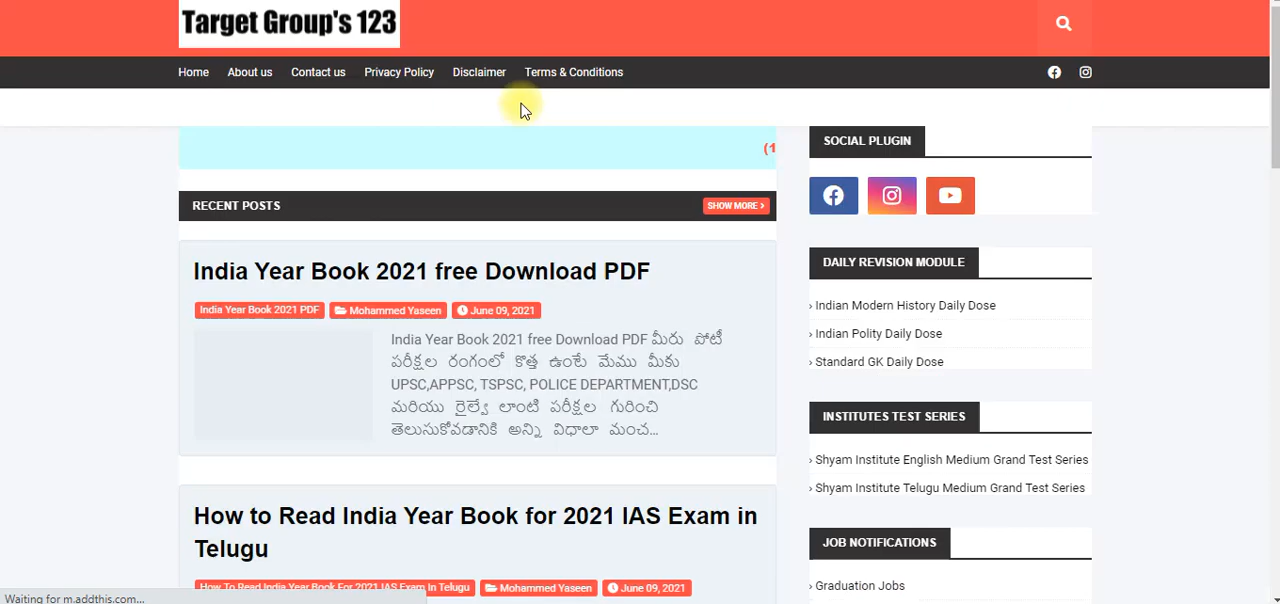 Target Group's 123
Home About us Contact us Privacy Policy Disclaimer Terms & Conditions
(1
SOCIAL PLUGIN
RECENT POSTS
SHOW MORE
India Year Book 2021 free Download PDF
India Year Book 2021 PDF Mohammed Yaseen June 09, 2021
India Year Book 2021 free Download PDF మీరు పోటీ
పరీక్షల రంగంలో కొత్త ఉంటే మేము మీకు
UPSC,APPSC, TSPSC, POLICE DEPARTMENT,DSC
మరియు రైల్వే లాంటి పరీక్షల గురించి
తెలుసుకోవడానికి అన్ని విధాలా మంచ...
How to Read India Year Book for 2021 IAS Exam in
Telugu
How To Read India Year Book For 2021 IAS Exam In Telugu Mohammed Yaseen June 09, 2021
DAILY REVISION MODULE
› Indian Modern History Daily Dose
› Indian Polity Daily Dose
› Standard GK Daily Dose
INSTITUTES TEST SERIES
› Shyam Institute English Medium Grand Test Series
› Shyam Institute Telugu Medium Grand Test Series
JOB NOTIFICATIONS
› Graduation Jobs
Waiting for m.addthis.com...